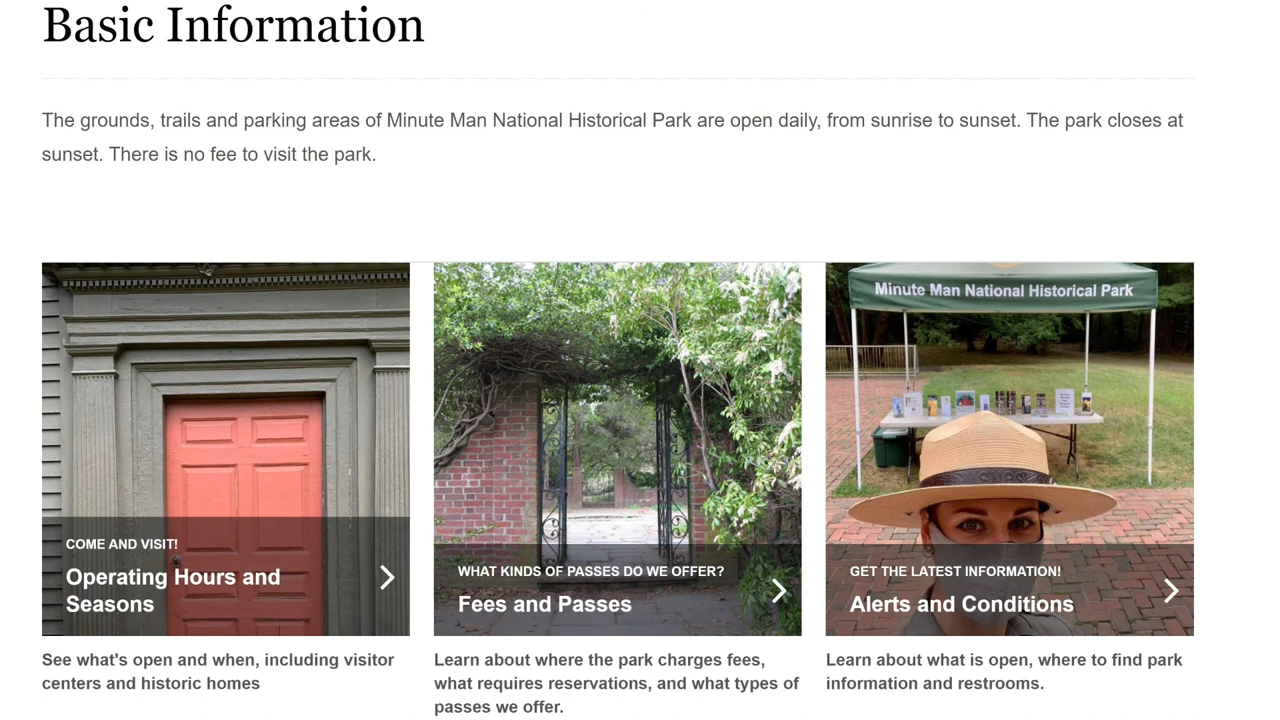 Basic Information
The grounds, trails and parking areas of Minute Man National Historical Park are open daily, from sunrise to sunset. The park closes at
sunset. There is no fee to visit the park.
Minute Man National Historical Park
COME AND VISIT!
Operating Hours and
Seasons
WHAT KINDS OF PASSES DO WE OFFER?
Fees and Passes
GET THE LATEST INFORMATION!
Alerts and Conditions
See what's open and when, including visitor
centers and historic homes
Learn about where the park charges fees,
what requires reservations, and what types of
passes we offer.
Learn about what is open, where to find park
information and restrooms.